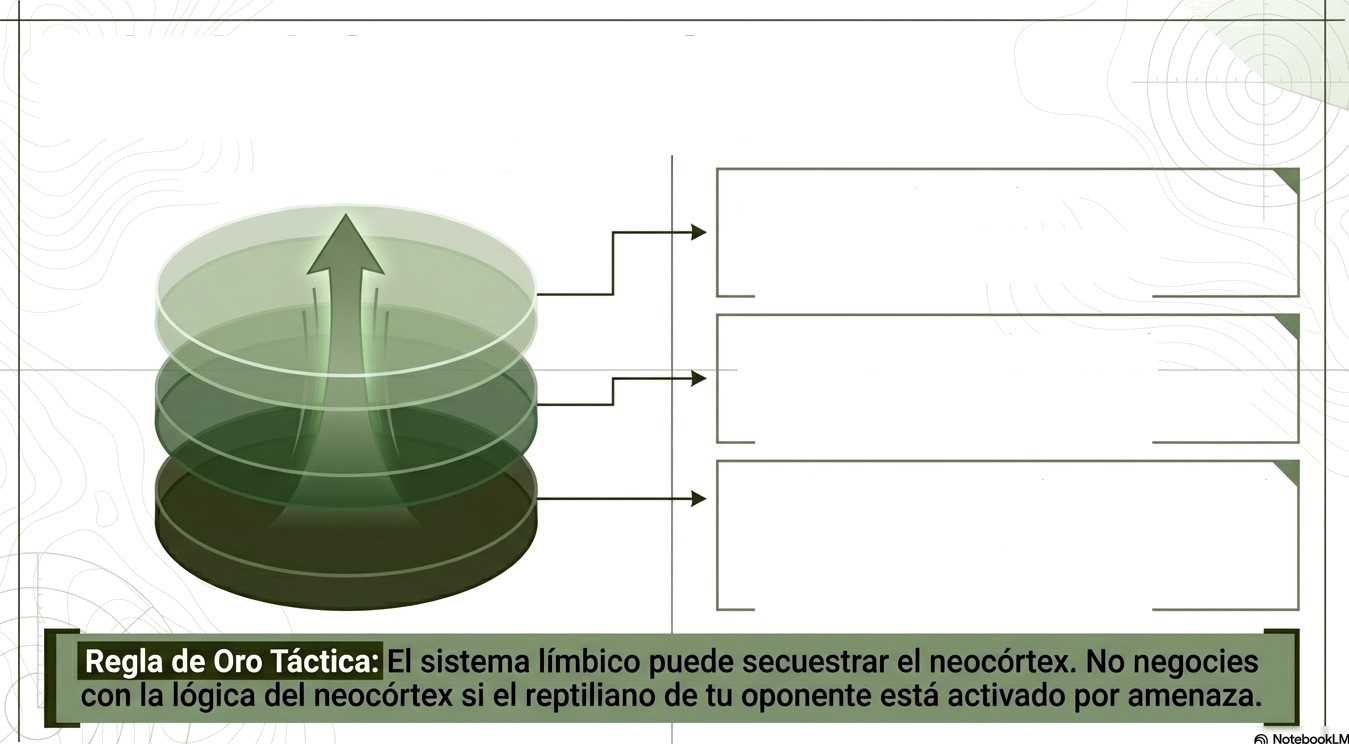 Regla de Oro Táctica: El sistema límbico puede secuestrar el neocórtex. No negocies
con la lógica del neocórtex si el reptiliano de tu oponente está activado por amenaza.
NotebookLM